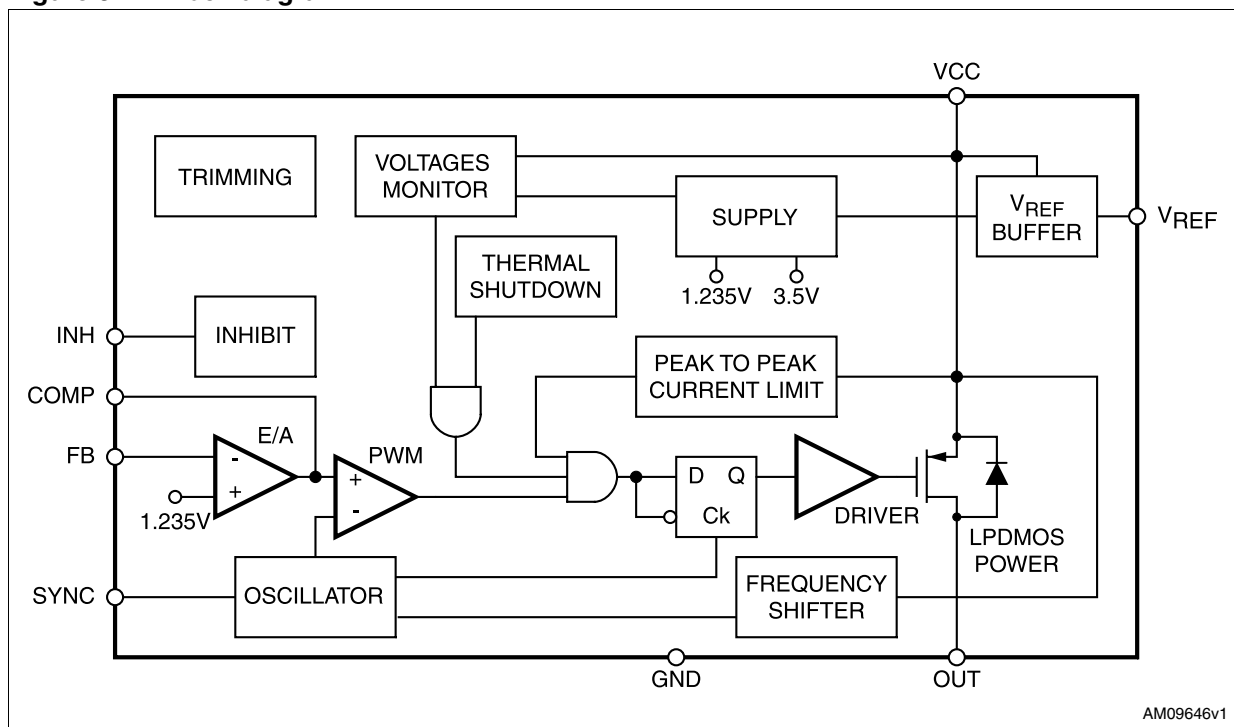 VCC
TRIMMING
VOLTAGES
MONITOR
SUPPLY
VREF
BUFFER
VREF
THERMAL
SHUTDOWN
1.235V 3.5V
INH
INHIBIT
PEAK TO PEAK
CURRENT LIMIT
COMP
E/A
FB
PWM
-
+
+
-
1.235V
D Q
Ck
DRIVER
LPDMOS
POWER
SYNC
OSCILLATOR
FREQUENCY
SHIFTER
GND
OUT
AM09646v1